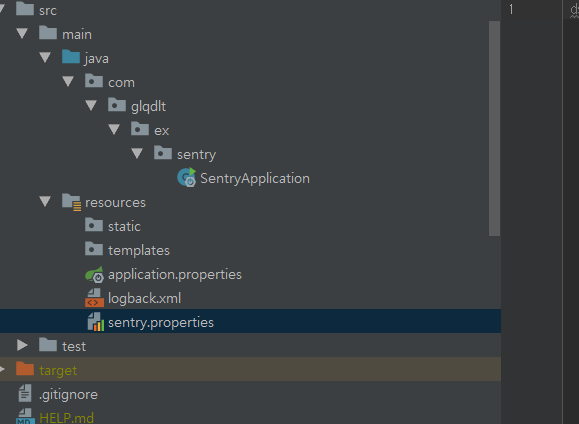 src
1
main
java
com
glqdlt
ex
sentry
SentryApplication
resources
static
templates
application.properties
logback.xml
sentry.properties
test
target
.gitignore
HELP.md